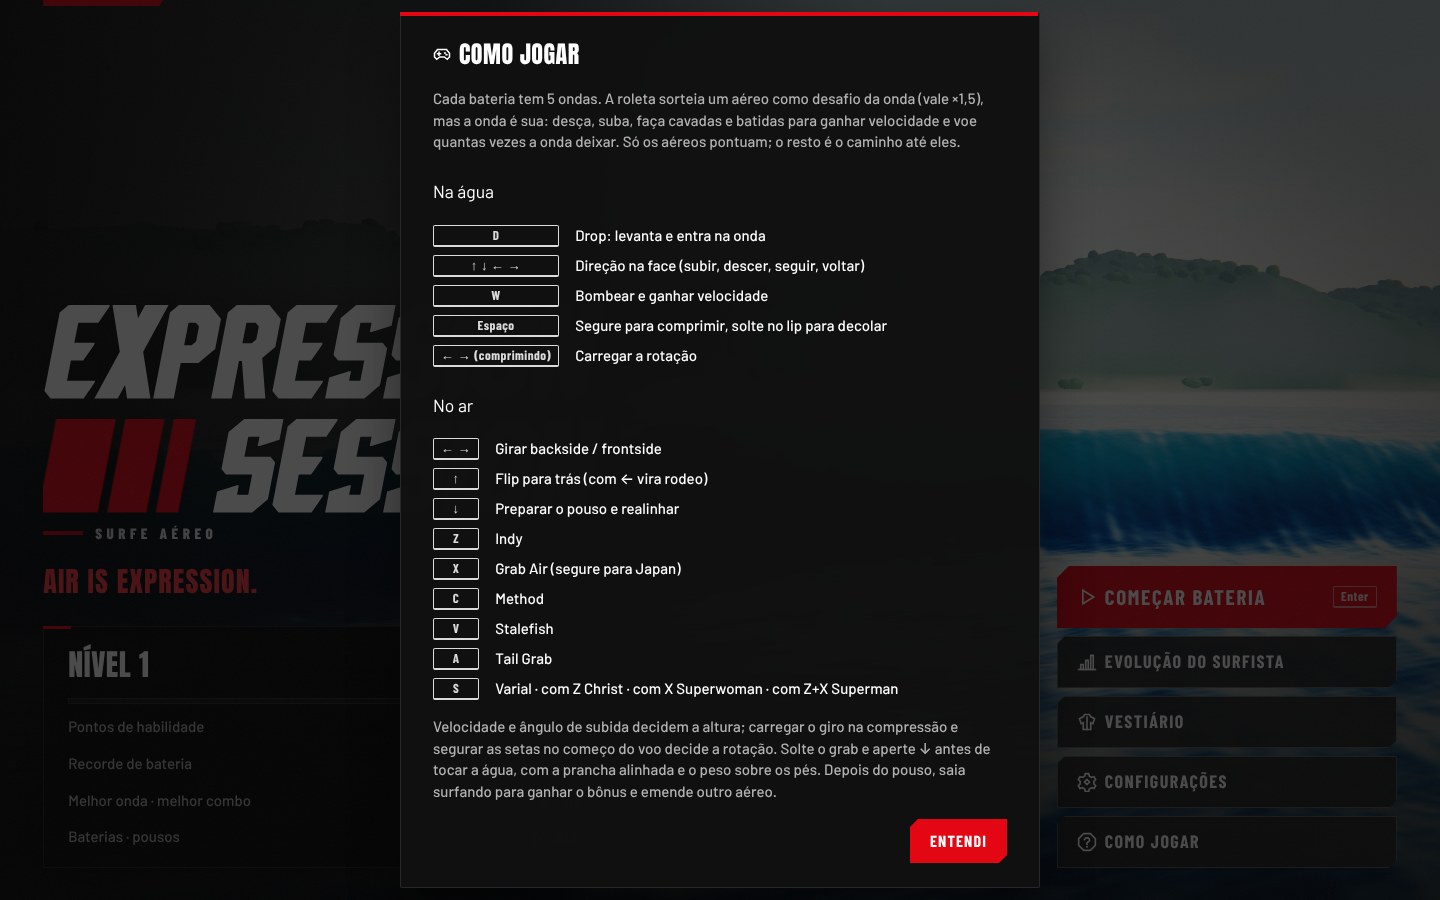 COMO JOGAR
Cada bateria tem 5 ondas. A roleta sorteia um aéreo como desafio da onda (vale ×1,5),
mas a onda é sua: desça, suba, faça cavadas e batidas para ganhar velocidade e voe
quantas vezes a onda deixar. Só os aéreos pontuam; o resto é o caminho até eles.
Na água
D Drop: levanta e entra na onda
↑ ↓ ← → Direção na face (subir, descer, seguir, voltar)
W Bombear e ganhar velocidade
Espaço Segure para comprimir, solte no lip para decolar
← → (comprimindo) Carregar a rotação
No ar
← → Girar backside / frontside
↑ Flip para trás (com ← vira rodeo)
↓ Preparar o pouso e realinhar
Z Indy
X Grab Air (segure para Japan)
C Method
V Stalefish
A Tail Grab
S Varial · com Z Christ · com X Superwoman · com Z+X Superman
Velocidade e ângulo de subida decidem a altura; carregar o giro na compressão e
segurar as setas no começo do voo decide a rotação. Solte o grab e aperte ↓ antes de
tocar a água, com a prancha alinhada e o peso sobre os pés. Depois do pouso, saia
surfando para ganhar o bônus e emende outro aéreo.
ENTENDI
EXPRESS
SESS
SURFE AÉREO
AIR IS EXPRESSION.
NÍVEL 1
Pontos de habilidade
Recorde de bateria
Melhor onda · melhor combo
Baterias · pousos
COMEÇAR BATERIA Enter
EVOLUÇÃO DO SURFISTA
VESTIÁRIO
CONFIGURAÇÕES
COMO JOGAR